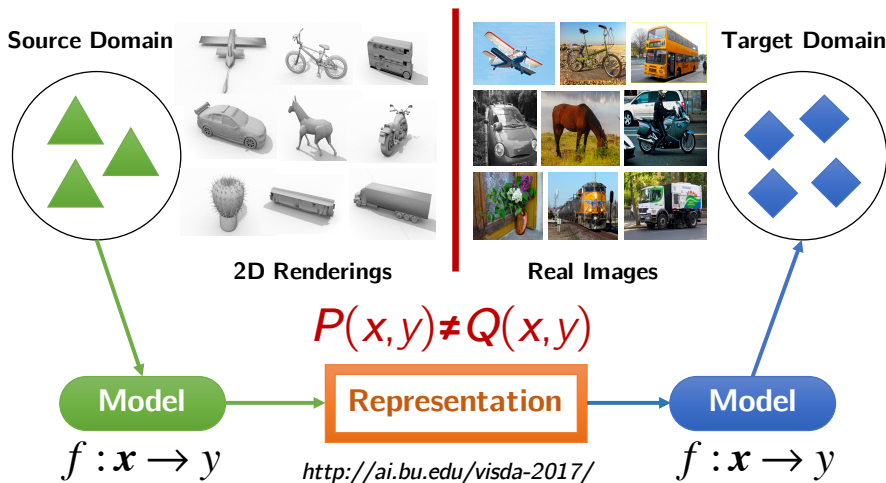 Source Domain
Target Domain
2D Renderings
Real Images
P(x,y)≠Q(x,y)
Model
Representation
Model
f : x → y
http://ai.bu.edu/visda-2017/
f : x → y